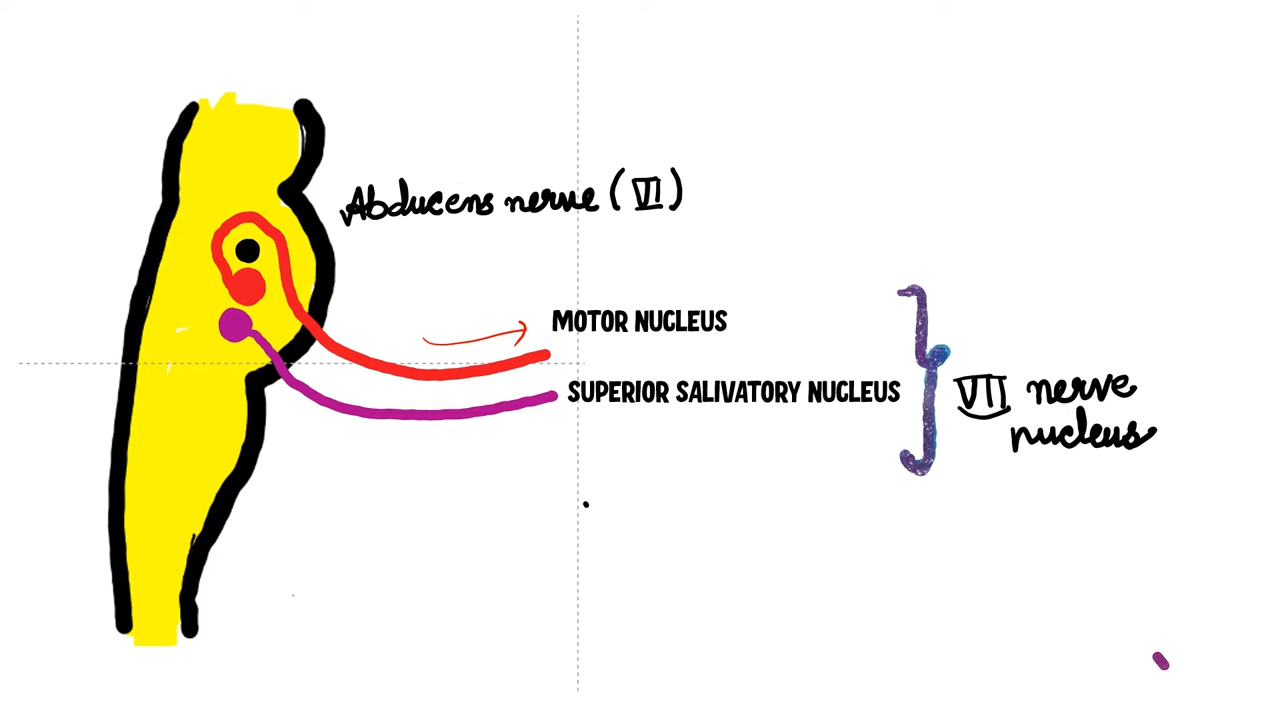 Abducens nerve (VI)
MOTOR NUCLEUS
SUPERIOR SALIVATORY NUCLEUS
VII nerve
nucleus